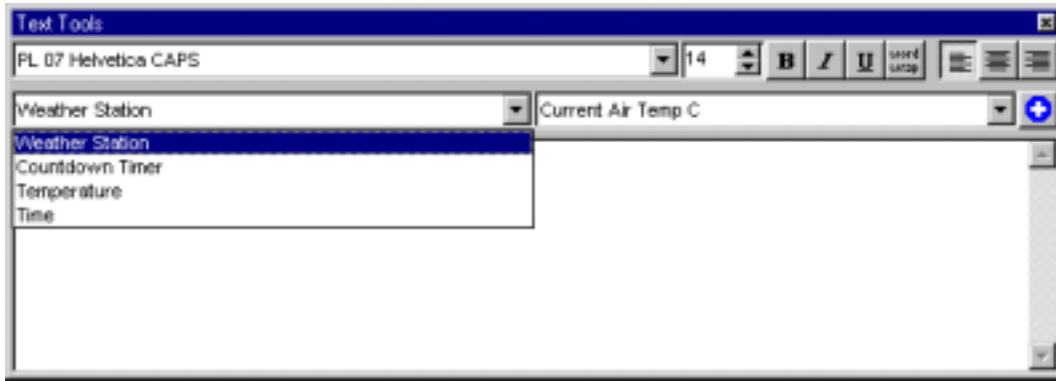 Text Tools
PL 07 Helvetica CAPS 14 B I U word wrap
Weather Station Current Air Temp C
Weather Station
Countdown Timer
Temperature
Time